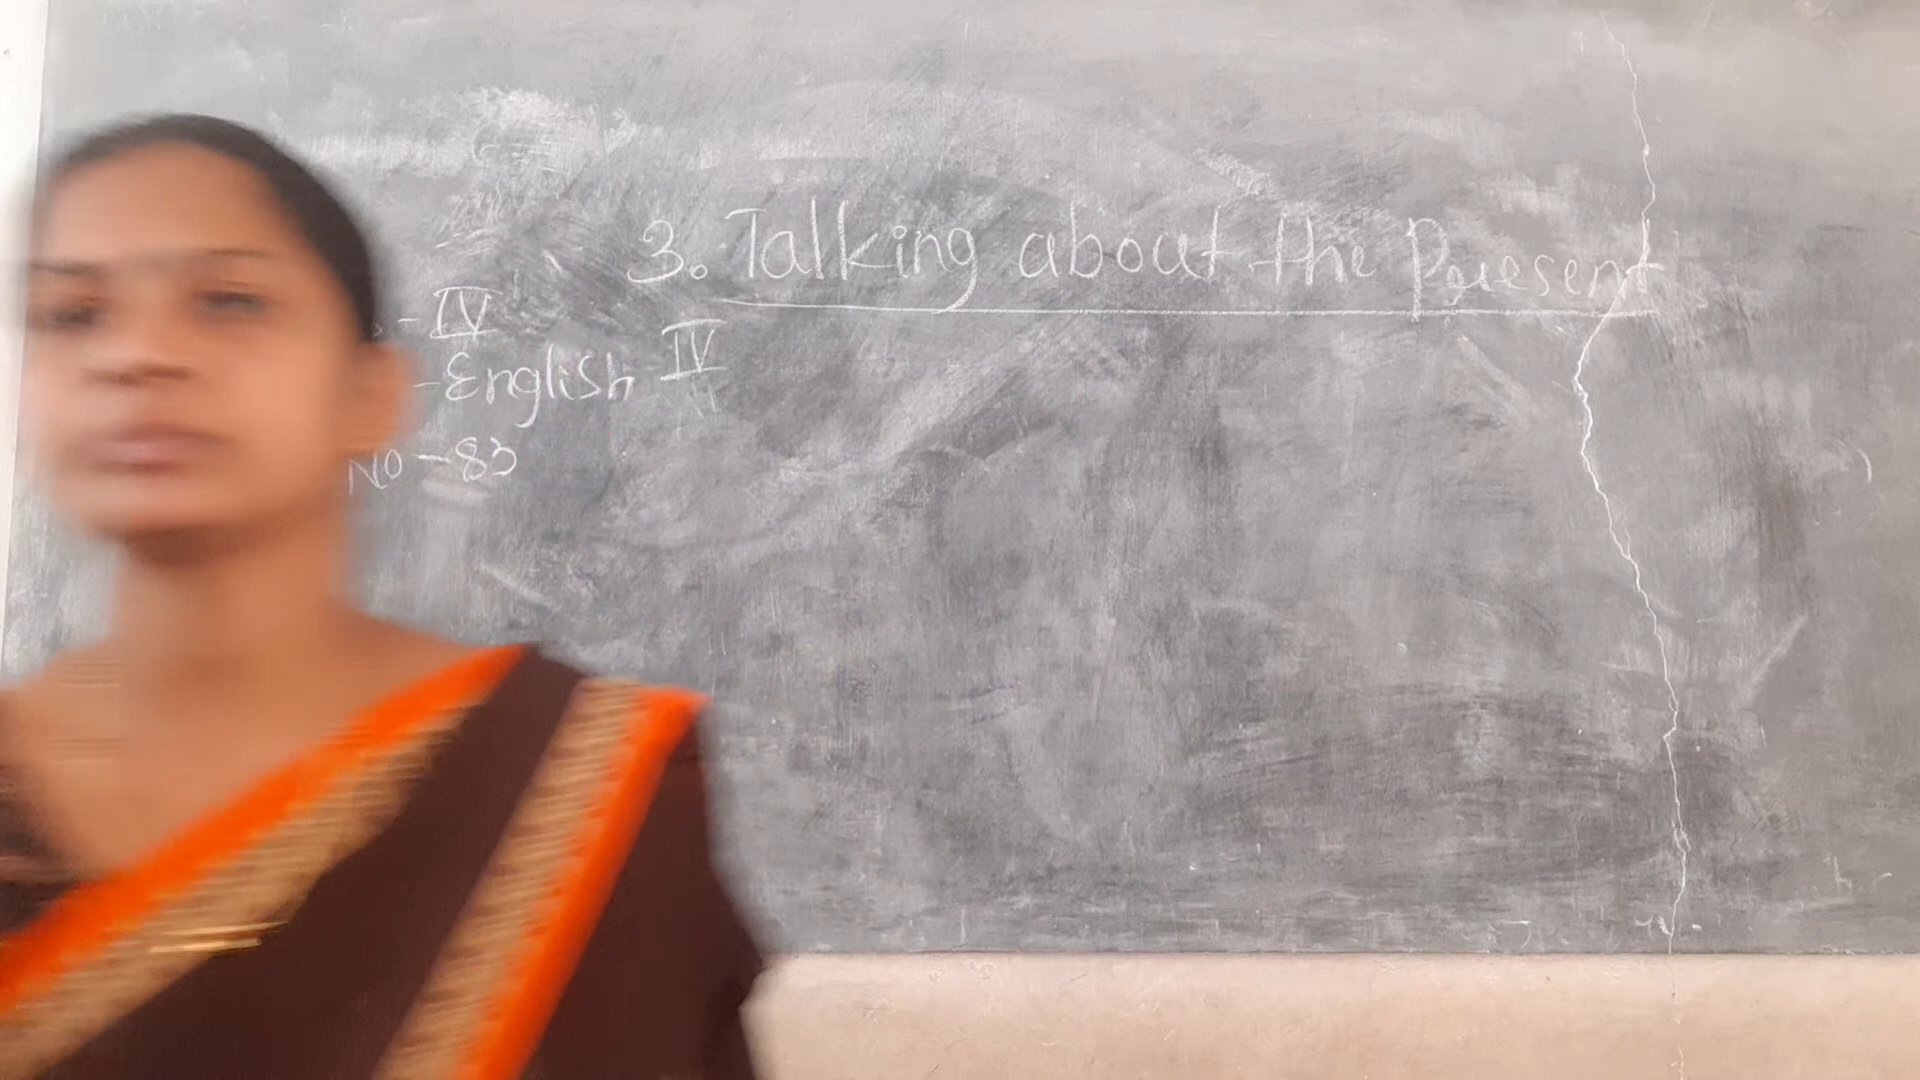 3. Talking about the Present
- IV
- English IV
No - 83